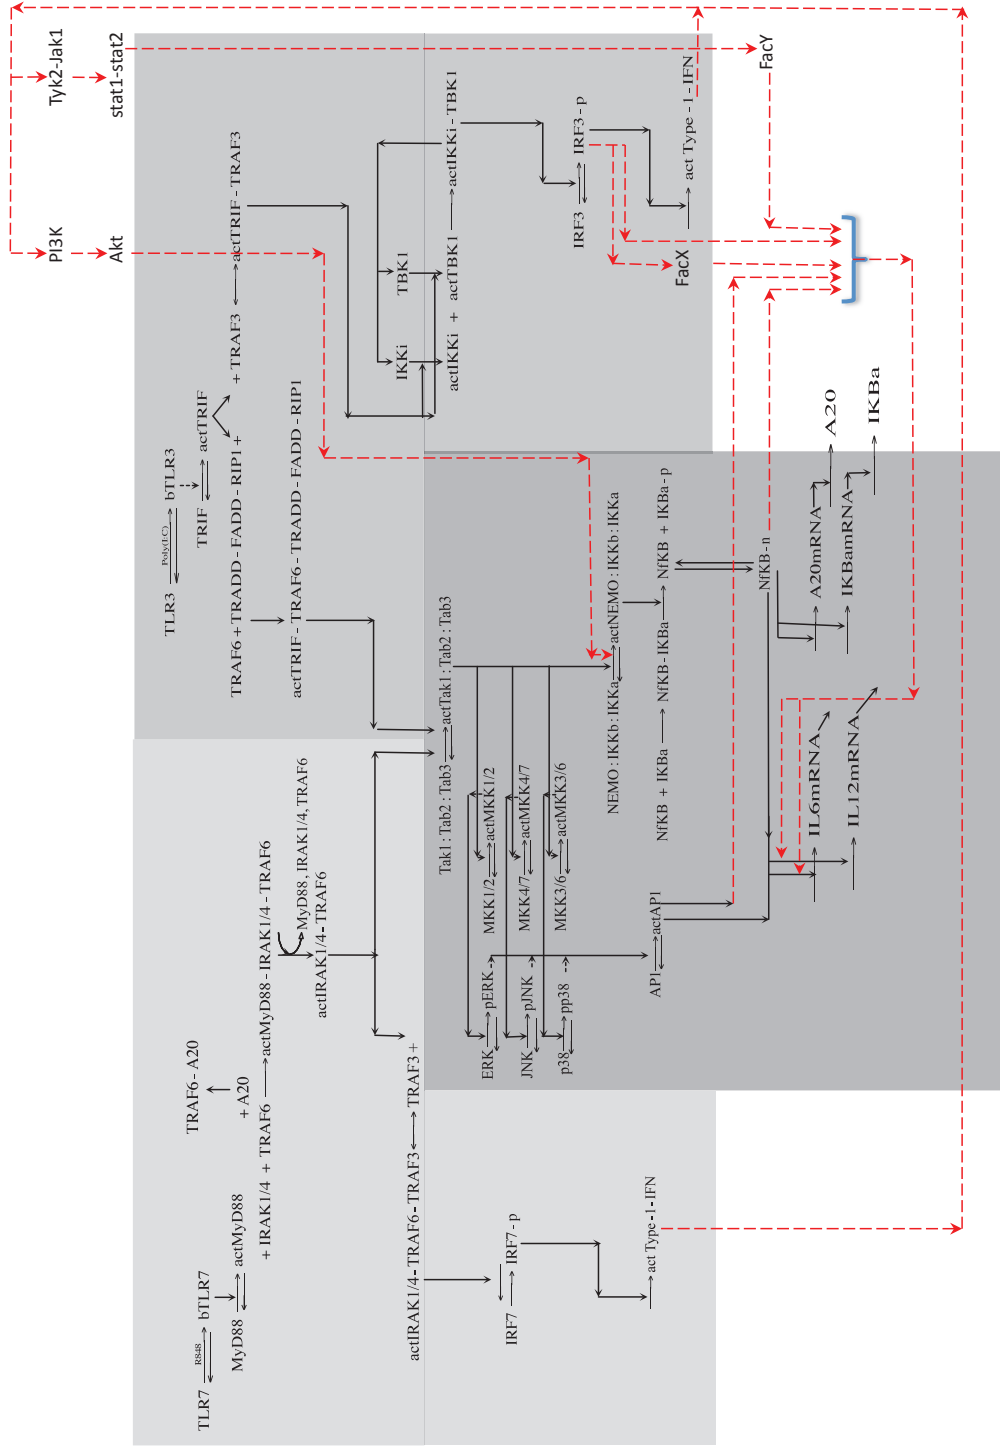 TLR7
R848
bTLR7
MyD88
actMyD88
+ IRAK1/4 + TRAF6
actMyD88 - IRAK1/4 - TRAF6
+ A20
TRAF6 - A20
MyD88, IRAK1/4, TRAF6
actIRAK1/4 - TRAF6
actIRAK1/4 - TRAF6 - TRAF3
TRAF3 +
IRF7
IRF7 - p
act Type - 1 - IFN
TLR3
Poly(I:C)
bTLR3
TRIF
actTRIF
TRAF6 + TRADD - FADD - RIP1 +
+ TRAF3
actTRIF - TRAF3
actTRIF - TRAF6 - TRADD - FADD - RIP1
PI3K
Akt
Tyk2-Jak1
stat1-stat2
IKKi
TBK1
actIKKi + actTBK1
actIKKi - TBK1
IRF3
IRF3 - p
FacX
act Type - 1 - IFN
FacY
Tak1 : Tab2 : Tab3
actTak1 : Tab2 : Tab3
MKK1/2
actMKK1/2
MKK4/7
actMKK4/7
MKK3/6
actMKK3/6
ERK
pERK
JNK
pJNK
p38
pp38
NEMO : IKKb : IKKa
actNEMO : IKKb : IKKa
NfKB + IKBa
NfKB - IKBa
NfKB + IKBa - p
AP1
actAP1
NfKB - n
A20mRNA
A20
IKBamRNA
IKBa
IL6mRNA
IL12mRNA